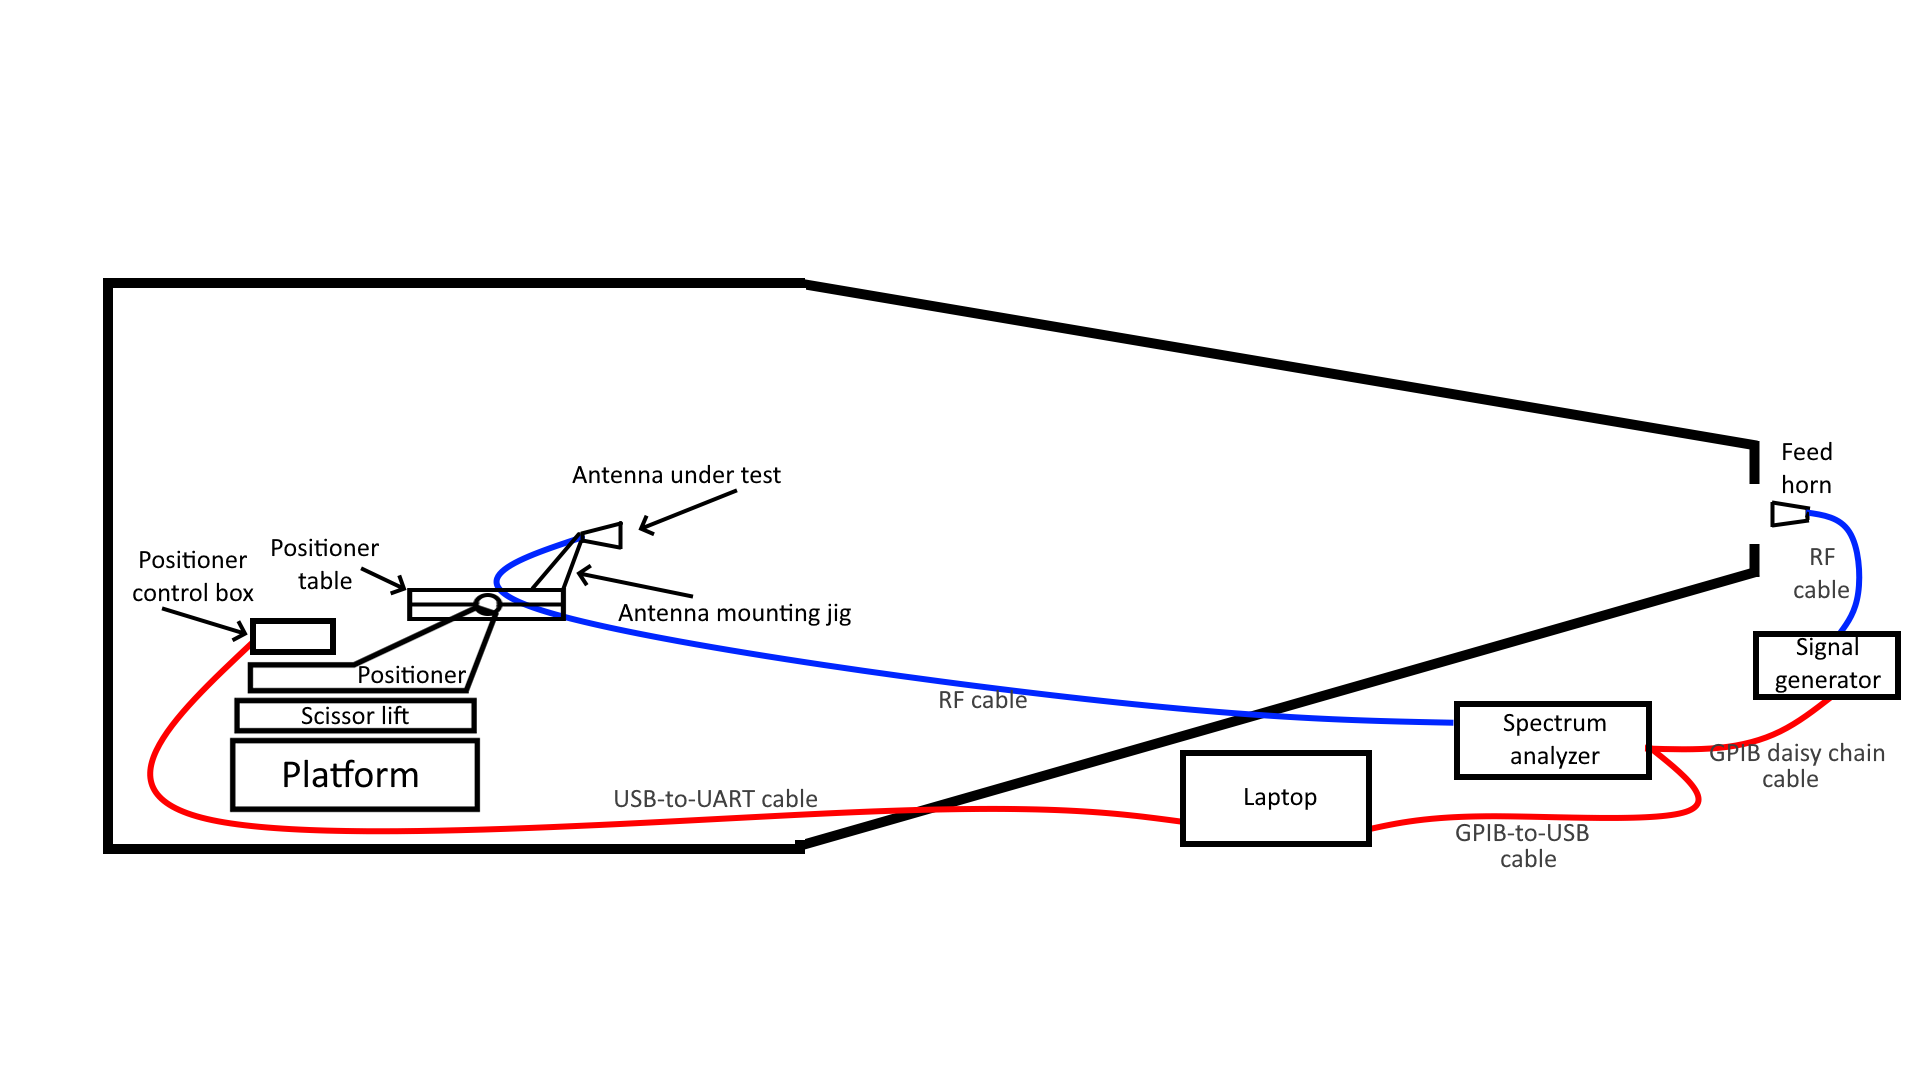 Feed
horn
Antenna under test
Positioner
table
Positioner
control box
RF
cable
Antenna mounting jig
Signal
generator
Positioner
RF cable
Scissor lift
Spectrum
analyzer
GPIB daisy chain
cable
Platform
Laptop
USB-to-UART cable
GPIB-to-USB
cable